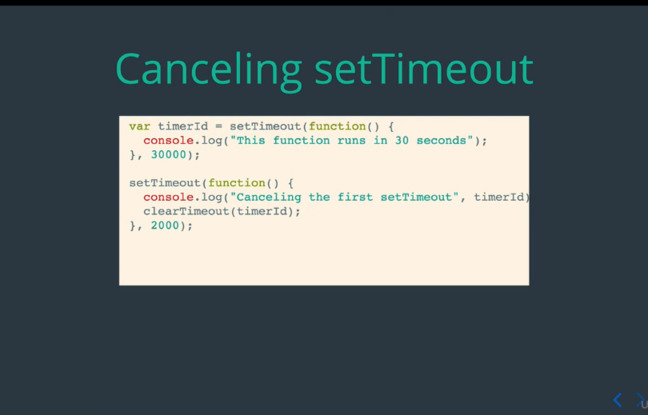 Canceling setTimeout
var timerId = setTimeout(function() {
  console.log("This function runs in 30 seconds");
}, 30000);
setTimeout(function() {
  console.log("Canceling the first setTimeout", timerId)
  clearTimeout(timerId);
}, 2000);
U